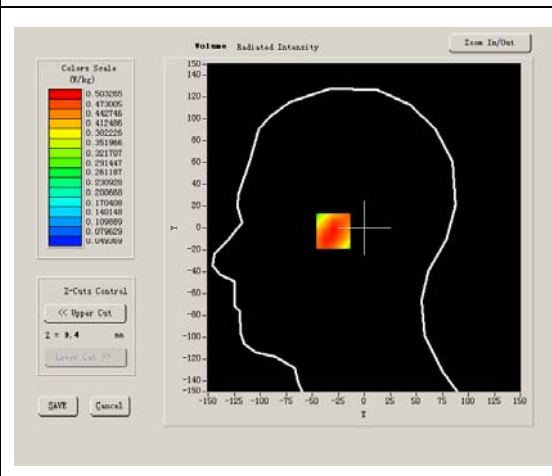 Volume Radiated Intensity
Zoom In/Out
Colors Scale
(W/kg)
0.503265
0.473005
0.442746
0.412486
0.382226
0.351966
0.321707
0.291447
0.261187
0.230928
0.200668
0.170408
0.140148
0.109889
0.079629
0.049369
Z-Cuts Control
<< Upper Cut
Z = 0.4 mm
Lower Cut >>
SAVE Cancel
150
140
120
100
80
60
40
20
0
-20
-40
-60
-80
-100
-120
-140
-150
Y
-150 -125 -100 -75 -50 -25 0 25 50 75 100 125 150
X